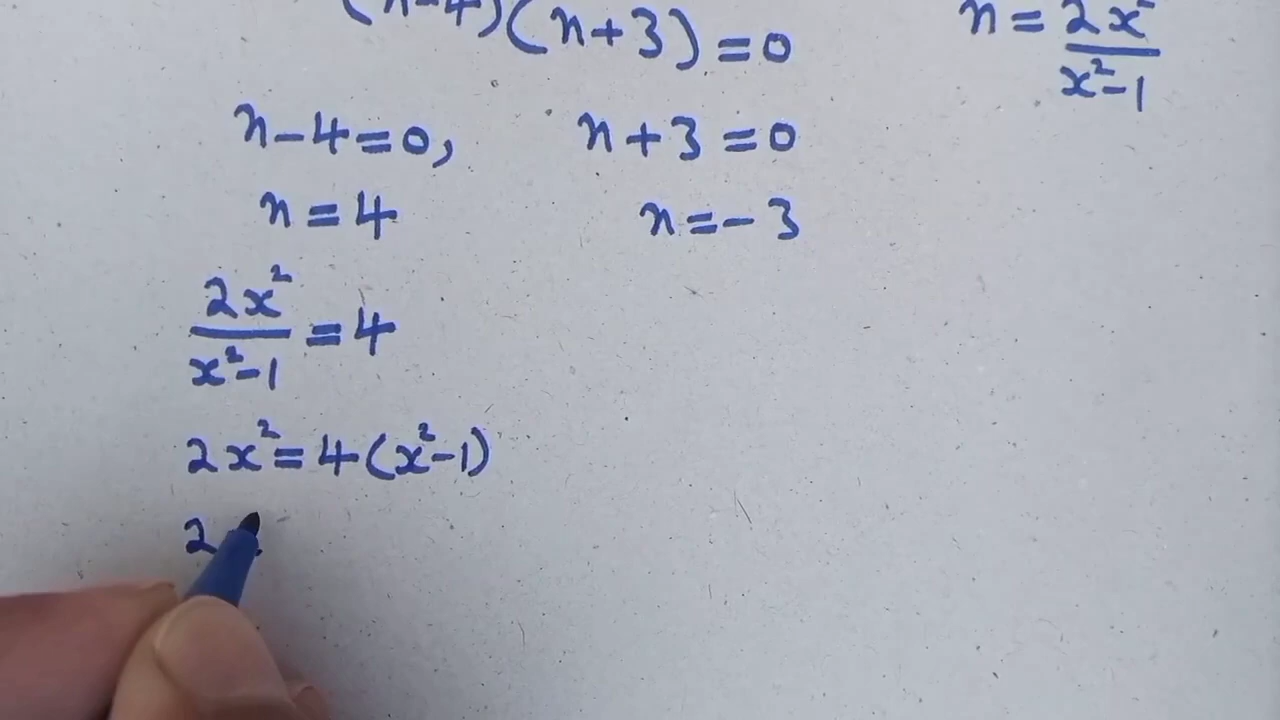 (n-4)(n+3)=0
n = 2x²/x²-1
n-4=0, n+3=0
n=4 n=-3
2x²/x²-1 = 4
2x²=4(x²-1)
2